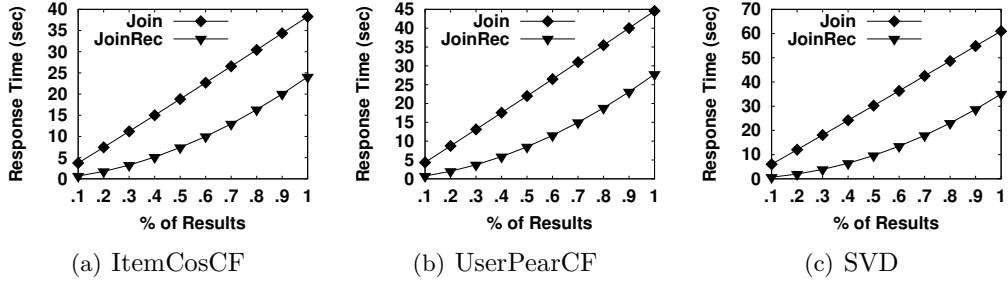 Response Time (sec)
40
35
30
25
20
15
10
5
0
Join
JoinRec
.1 .2 .3 .4 .5 .6 .7 .8 .9 1
% of Results
(a) ItemCosCF
Response Time (sec)
45
40
35
30
25
20
15
10
5
0
Join
JoinRec
.1 .2 .3 .4 .5 .6 .7 .8 .9 1
% of Results
(b) UserPearCF
Response Time (sec)
70
60
50
40
30
20
10
0
Join
JoinRec
.1 .2 .3 .4 .5 .6 .7 .8 .9 1
% of Results
(c) SVD